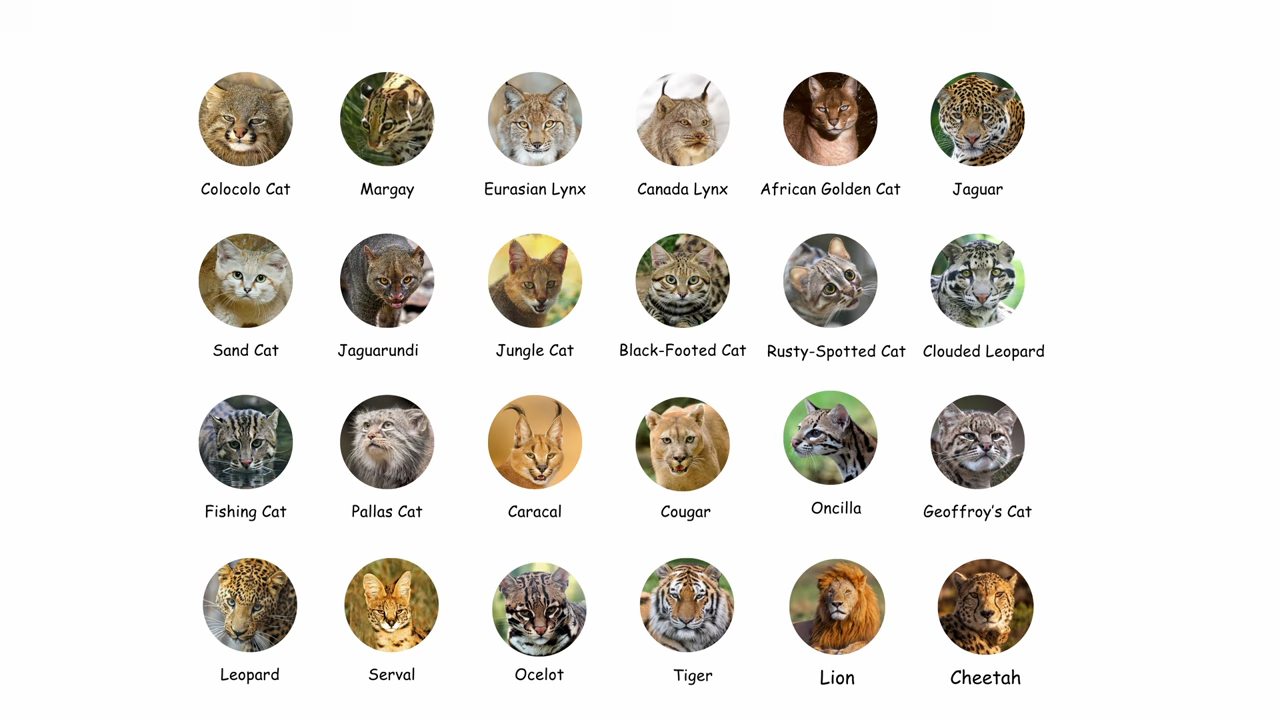 Colocolo Cat
Margay
Eurasian Lynx
Canada Lynx
African Golden Cat
Jaguar
Sand Cat
Jaguarundi
Jungle Cat
Black-Footed Cat
Rusty-Spotted Cat
Clouded Leopard
Fishing Cat
Pallas Cat
Caracal
Cougar
Oncilla
Geoffroy's Cat
Leopard
Serval
Ocelot
Tiger
Lion
Cheetah